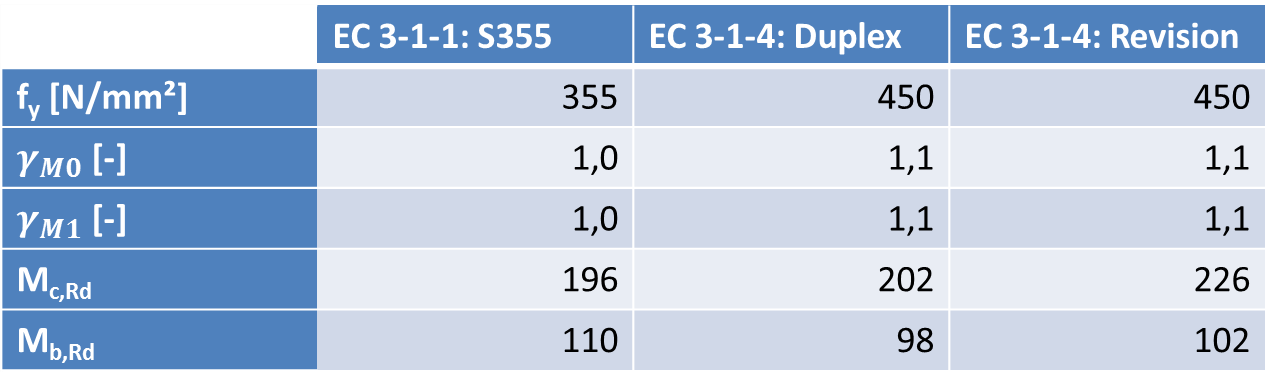 EC 3-1-1: S355 EC 3-1-4: Duplex EC 3-1-4: Revision
fy [N/mm²] 355 450 450
γM0 [-] 1,0 1,1 1,1
γM1 [-] 1,0 1,1 1,1
Mc,Rd 196 202 226
Mb,Rd 110 98 102